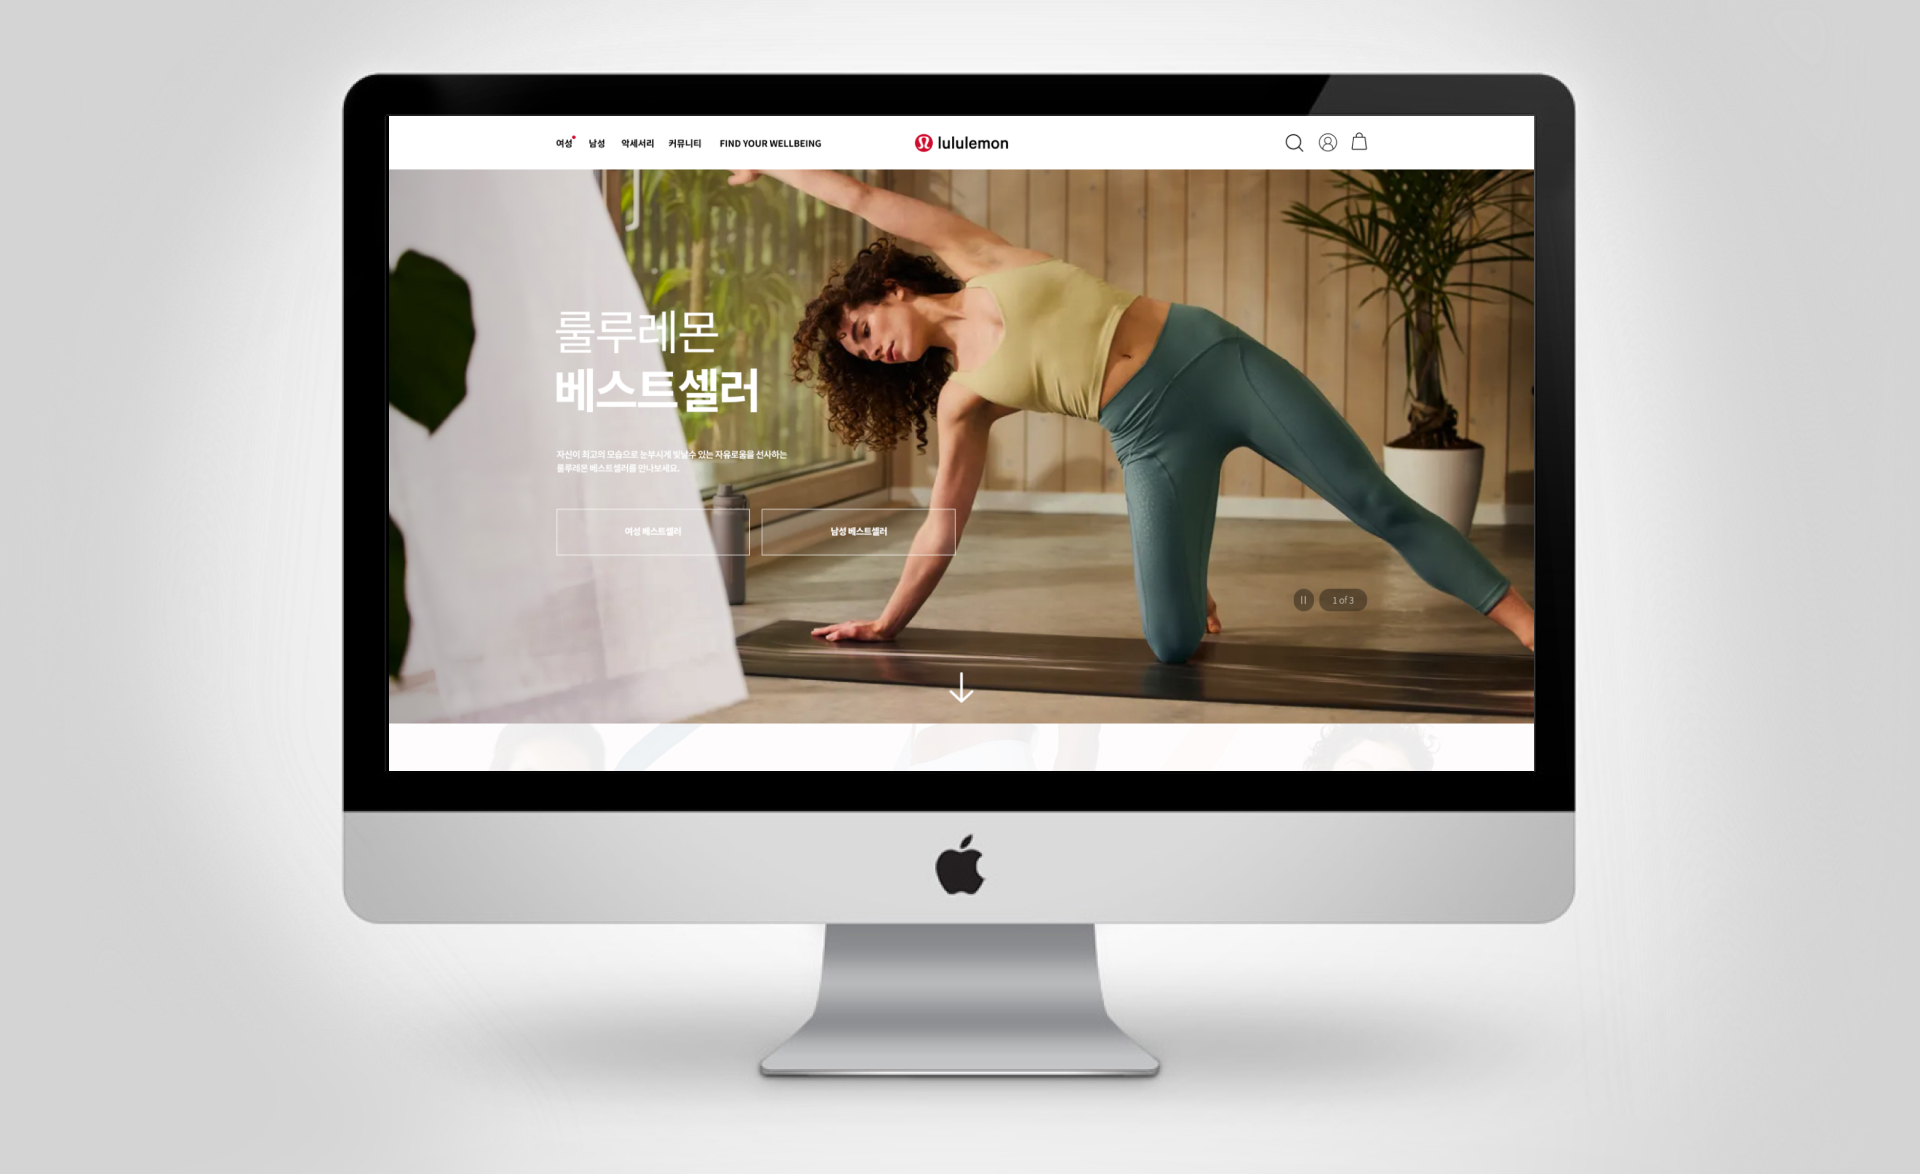 여성 남성 악세서리 커뮤니티 FIND YOUR WELLBEING
lululemon
룰루레몬
베스트셀러
자신이 최고의 모습으로 눈부시게 빛날수 있는 자유로움을 선사하는
룰루레몬 베스트셀러를 만나보세요.
여성 베스트셀러
남성 베스트셀러
1 of 3